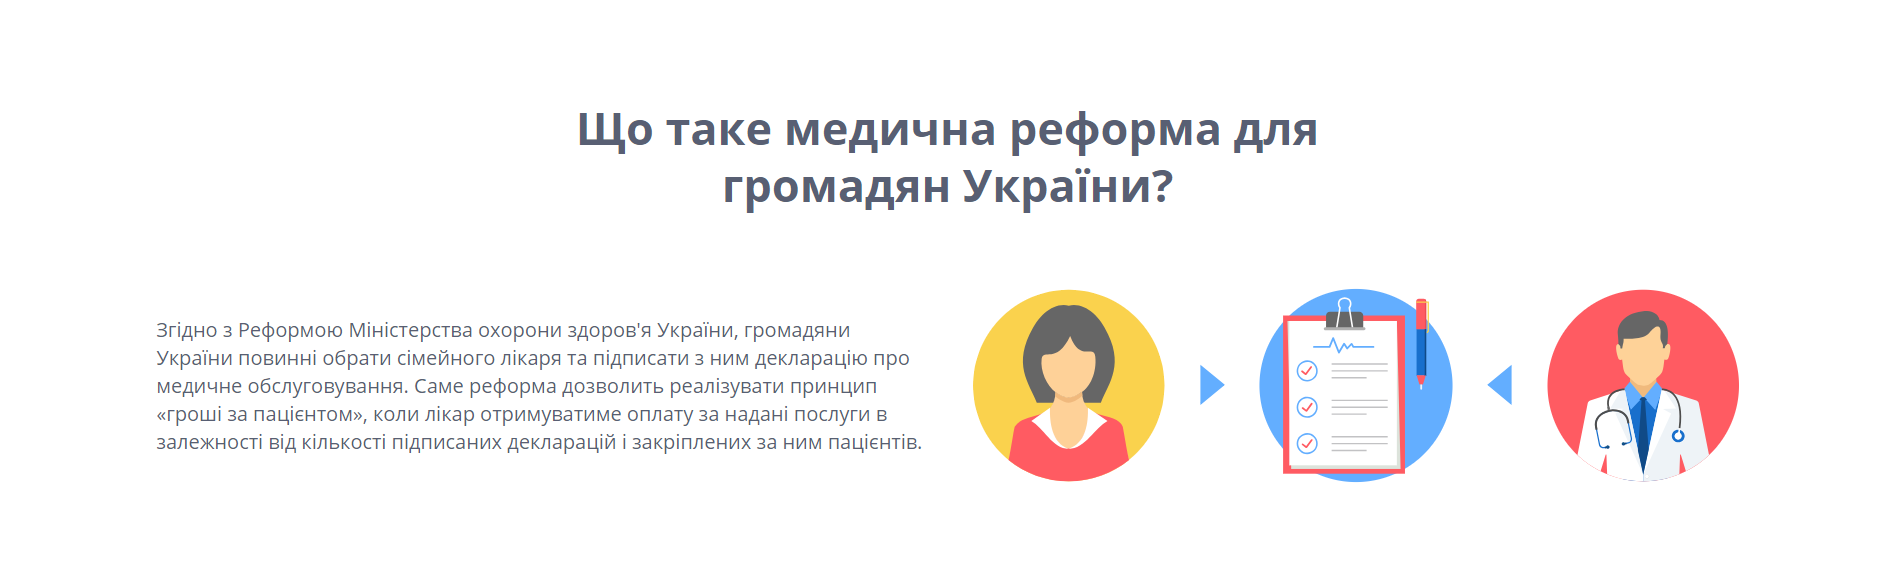 Що таке медична реформа для
громадян України?
Згідно з Реформою Міністерства охорони здоров'я України, громадяни
України повинні обрати сімейного лікаря та підписати з ним декларацію про
медичне обслуговування. Саме реформа дозволить реалізувати принцип
«гроші за пацієнтом», коли лікар отримуватиме оплату за надані послуги в
залежності від кількості підписаних декларацій і закріплених за ним пацієнтів.